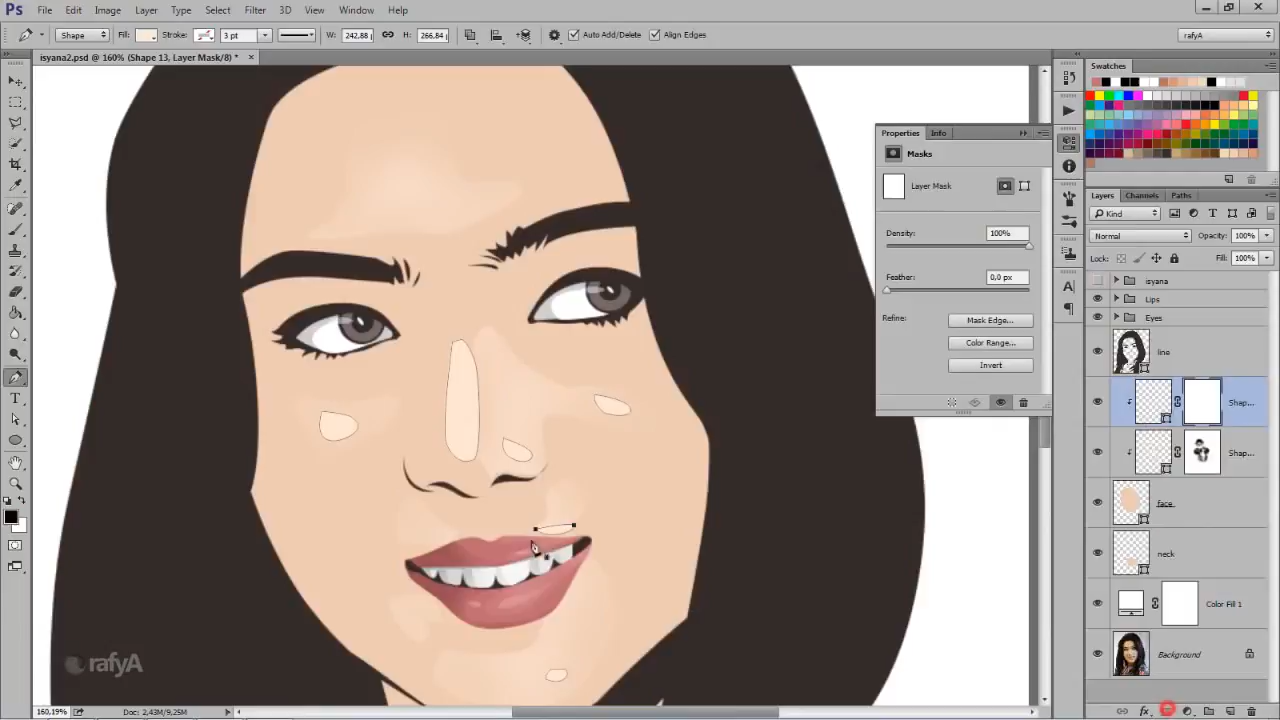 Ps File Edit Image Layer Type Select Filter 3D View Window Help
Shape Fill: Stroke: 3 pt W: 242,88 H: 266,84 Auto Add/Delete Align Edges rafyA
isyana2.psd @ 160% (Shape 13, Layer Mask/8) * ×
Swatches
Properties Info
Masks
Layer Mask
Density: 100%
Feather: 0,0 px
Refine: Mask Edge...
Color Range...
Invert
Layers Channels Paths
Kind
Normal Opacity: 100%
Lock: Fill: 100%
isyana
Lips
Eyes
line
Shap...
Shap...
face
neck
Color Fill 1
Background
rafyA
160,19% Doc: 2,43M/9,25M